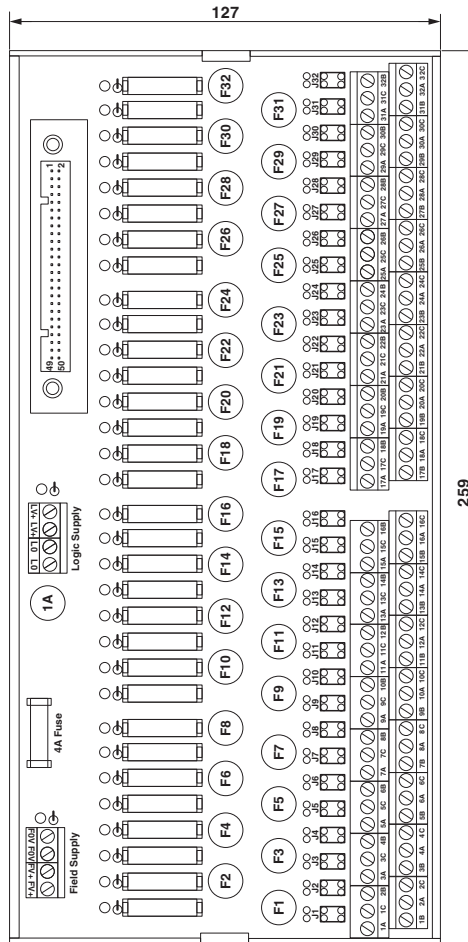 127
259
49 1
50 2
FV+ FV+ F0V F0V
Field Supply
4A Fuse
1A
L0 L0 LV+ LV+
Logic Supply
F2 F4 F6 F8 F10 F12 F14 F16 F18 F20 F22 F24 F26 F28 F30 F32
F1 F3 F5 F7 F9 F11 F13 F15 F17 F19 F21 F23 F25 F27 F29 F31
J1 J2 J3 J4 J5 J6 J7 J8 J9 J10 J11 J12 J13 J14 J15 J16 J17 J18 J19 J20 J21 J22 J23 J24 J25 J26 J27 J28 J29 J30 J31 J32
1A 1C 2B 3A 3C 4B 5A 5C 6B 7A 7C 8B 9A 9C 10B 11A 11C 12B 13A 13C 14B 15A 15C 16B 17A 17C 18B 19A 19C 20B 21A 21C 22B 23A 23C 24B 25A 25C 26B 27A 27C 28B 29A 29C 30B 31A 31C 32B
1B 2A 2C 3B 4A 4C 5B 6A 6C 7B 8A 8C 9B 10A 10C 11B 12A 12C 13B 14A 14C 15B 16A 16C 17B 18A 18C 19B 20A 20C 21B 22A 22C 23B 24A 24C 25B 26A 26C 27B 28A 28C 29B 30A 30C 31B 32A 32C